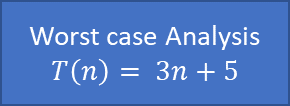 Worst case Analysis
T(n) = 3n + 5